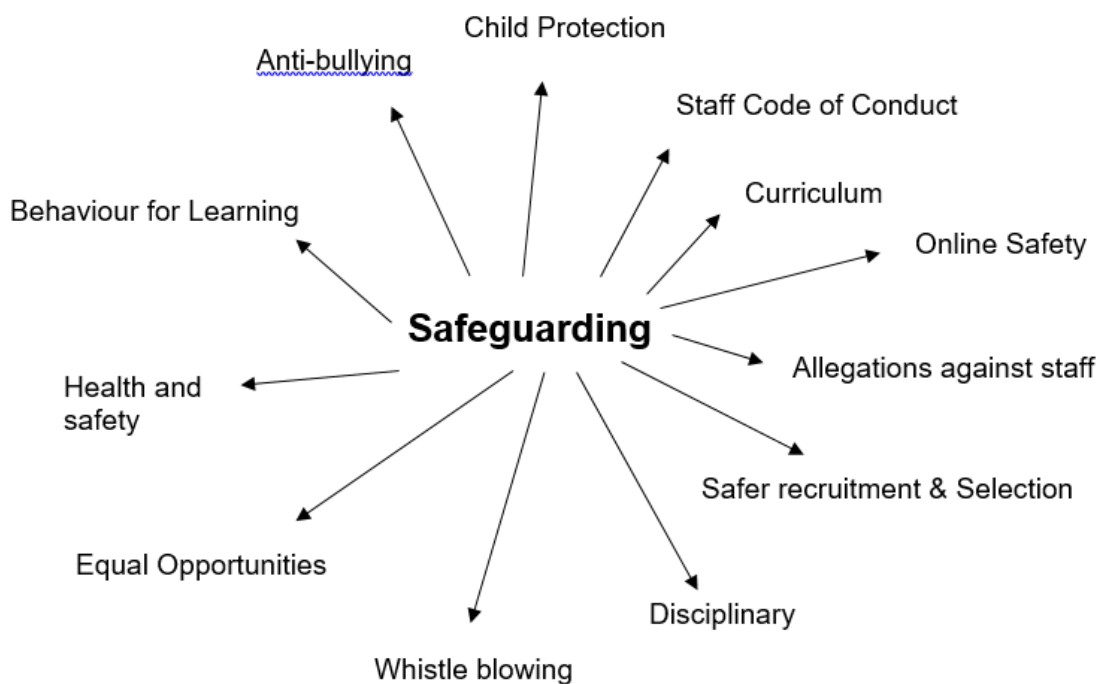 Child Protection
Anti-bullying
Staff Code of Conduct
Curriculum
Behaviour for Learning
Online Safety
Safeguarding
Allegations against staff
Health and
safety
Safer recruitment & Selection
Equal Opportunities
Disciplinary
Whistle blowing